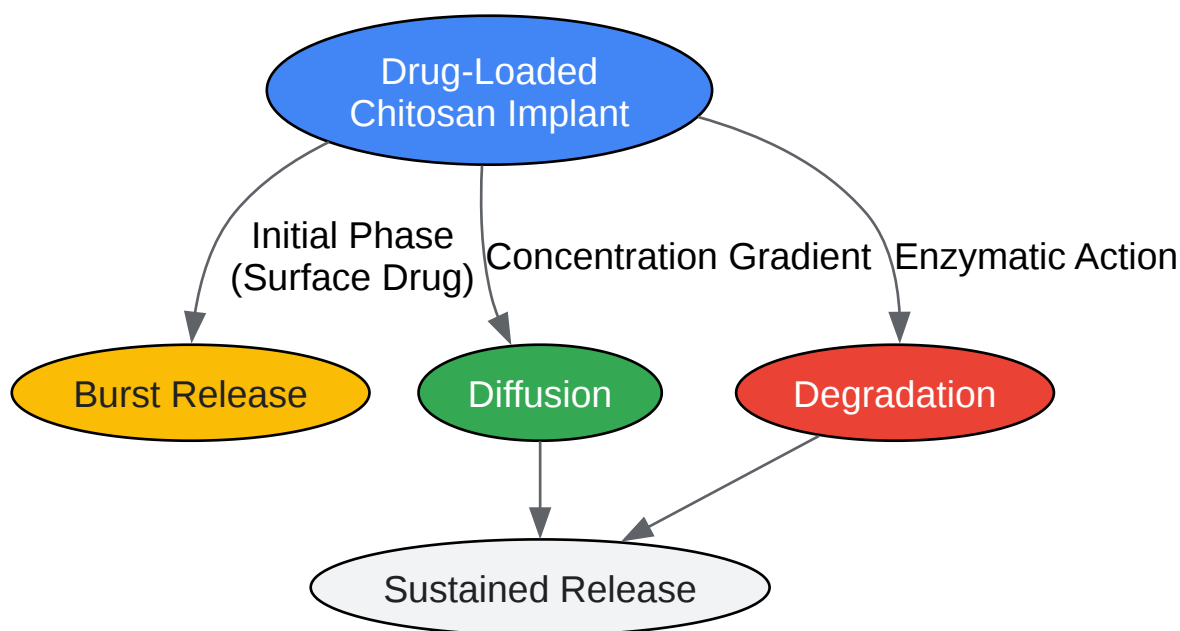 Drug-Loaded
Chitosan Implant
Initial Phase
(Surface Drug)
Concentration Gradient
Enzymatic Action
Burst Release
Diffusion
Degradation
Sustained Release